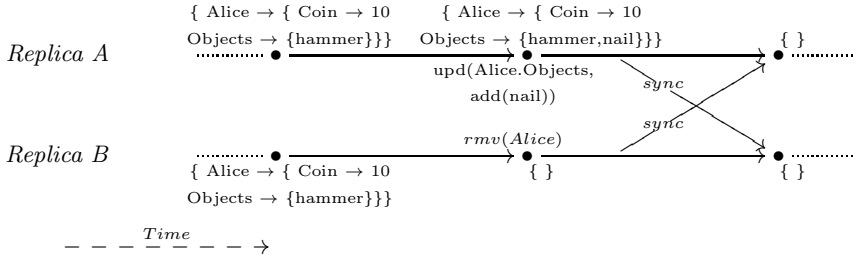 { Alice → { Coin → 10
Objects → {hammer}}}
{ Alice → { Coin → 10
Objects → {hammer,nail}}}
{ }
Replica A
upd(Alice.Objects,
add(nail))
sync
sync
rmv(Alice)
Replica B
{ Alice → { Coin → 10
Objects → {hammer}}}
{ }
{ }
Time